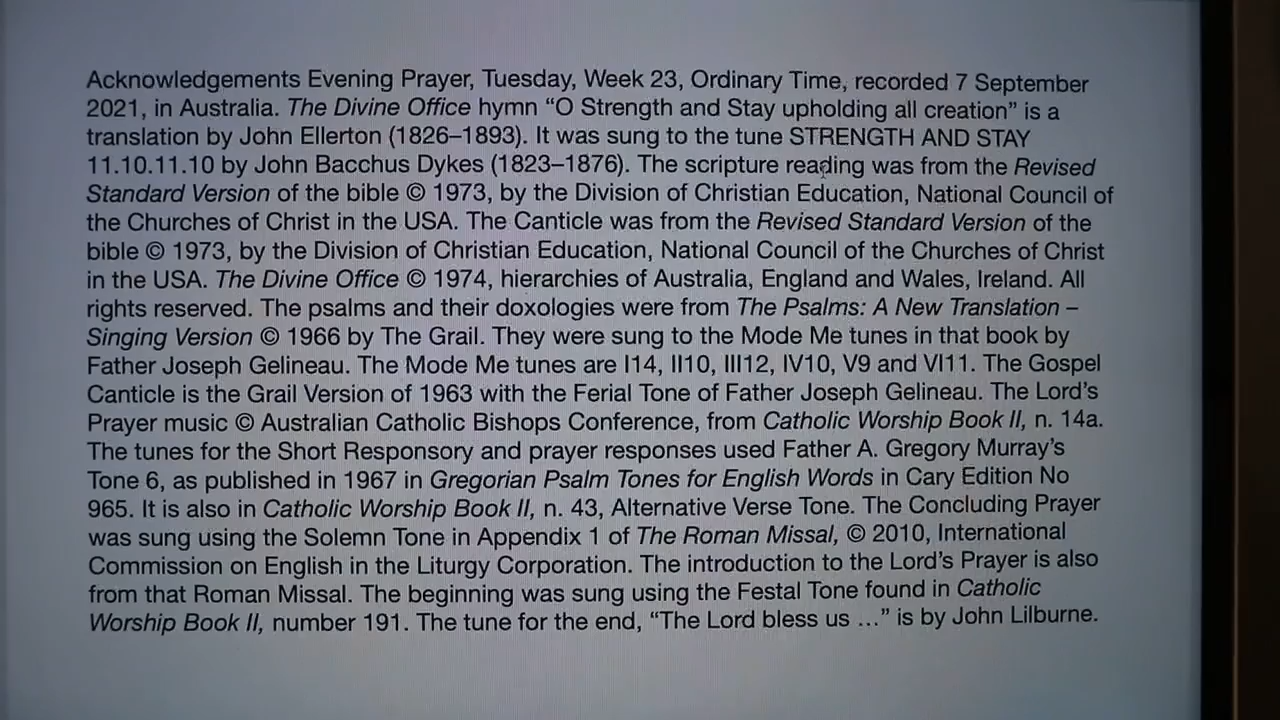 Acknowledgements Evening Prayer, Tuesday, Week 23, Ordinary Time, recorded 7 September
2021, in Australia. The Divine Office hymn “O Strength and Stay upholding all creation” is a
translation by John Ellerton (1826–1893). It was sung to the tune STRENGTH AND STAY
11.10.11.10 by John Bacchus Dykes (1823–1876). The scripture reading was from the Revised
Standard Version of the bible © 1973, by the Division of Christian Education, National Council of
the Churches of Christ in the USA. The Canticle was from the Revised Standard Version of the
bible © 1973, by the Division of Christian Education, National Council of the Churches of Christ
in the USA. The Divine Office © 1974, hierarchies of Australia, England and Wales, Ireland. All
rights reserved. The psalms and their doxologies were from The Psalms: A New Translation –
Singing Version © 1966 by The Grail. They were sung to the Mode Me tunes in that book by
Father Joseph Gelineau. The Mode Me tunes are I14, II10, III12, IV10, V9 and VI11. The Gospel
Canticle is the Grail Version of 1963 with the Ferial Tone of Father Joseph Gelineau. The Lord’s
Prayer music © Australian Catholic Bishops Conference, from Catholic Worship Book II, n. 14a.
The tunes for the Short Responsory and prayer responses used Father A. Gregory Murray’s
Tone 6, as published in 1967 in Gregorian Psalm Tones for English Words in Cary Edition No
965. It is also in Catholic Worship Book II, n. 43, Alternative Verse Tone. The Concluding Prayer
was sung using the Solemn Tone in Appendix 1 of The Roman Missal, © 2010, International
Commission on English in the Liturgy Corporation. The introduction to the Lord’s Prayer is also
from that Roman Missal. The beginning was sung using the Festal Tone found in Catholic
Worship Book II, number 191. The tune for the end, “The Lord bless us …” is by John Lilburne.